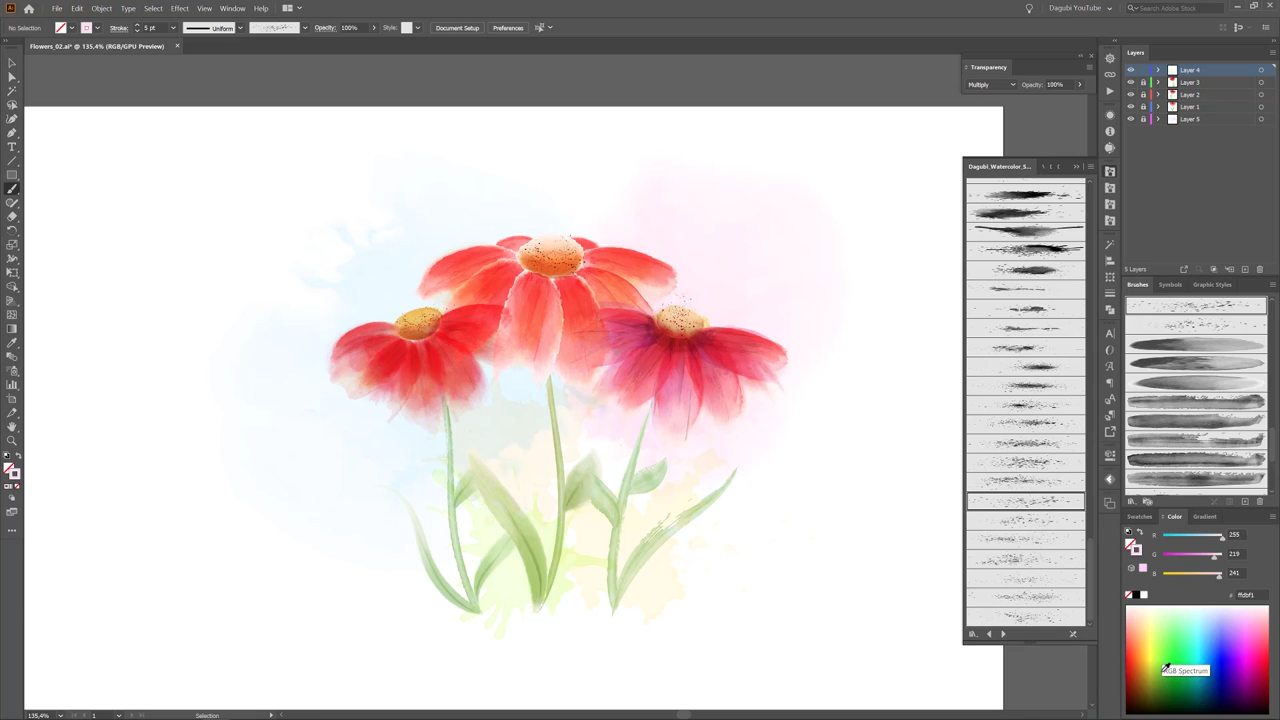 Ai File Edit Object Type Select Effect View Window Help Dagubi YouTube Search Adobe Stock
No Selection Stroke: 5 pt Uniform Opacity: 100% Style: Document Setup Preferences
Flowers_02.ai* @ 135,4% (RGB/GPU Preview)
Transparency
Multiply Opacity: 100%
Layers
Layer 4
Layer 3
Layer 2
Layer 1
Layer 5
5 Layers
Dagubi_Watercolor_S...
Brushes Symbols Graphic Styles
Swatches Color Gradient
R 255
G 219
B 241
# ffdbf1
RGB Spectrum
135,4% 1 Selection